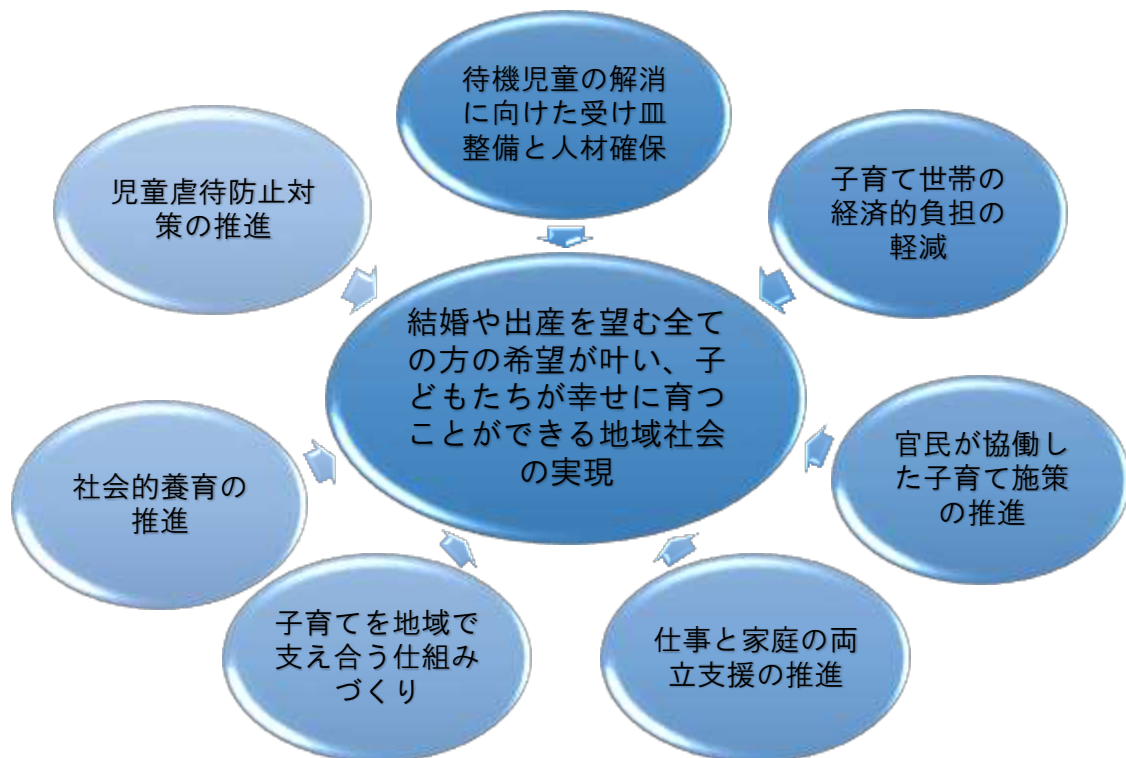 待機児童の解消
に向けた受け皿
整備と人材確保
子育て世帯の
経済的負担の
軽減
官民が協働し
た子育て施策
の推進
仕事と家庭の両
立支援の推進
子育てを地域で
支え合う仕組み
づくり
社会的養育の
推進
児童虐待防止対
策の推進
結婚や出産を望む全て
の方の希望が叶い、子
どもたちが幸せに育つ
ことができる地域社会
の実現